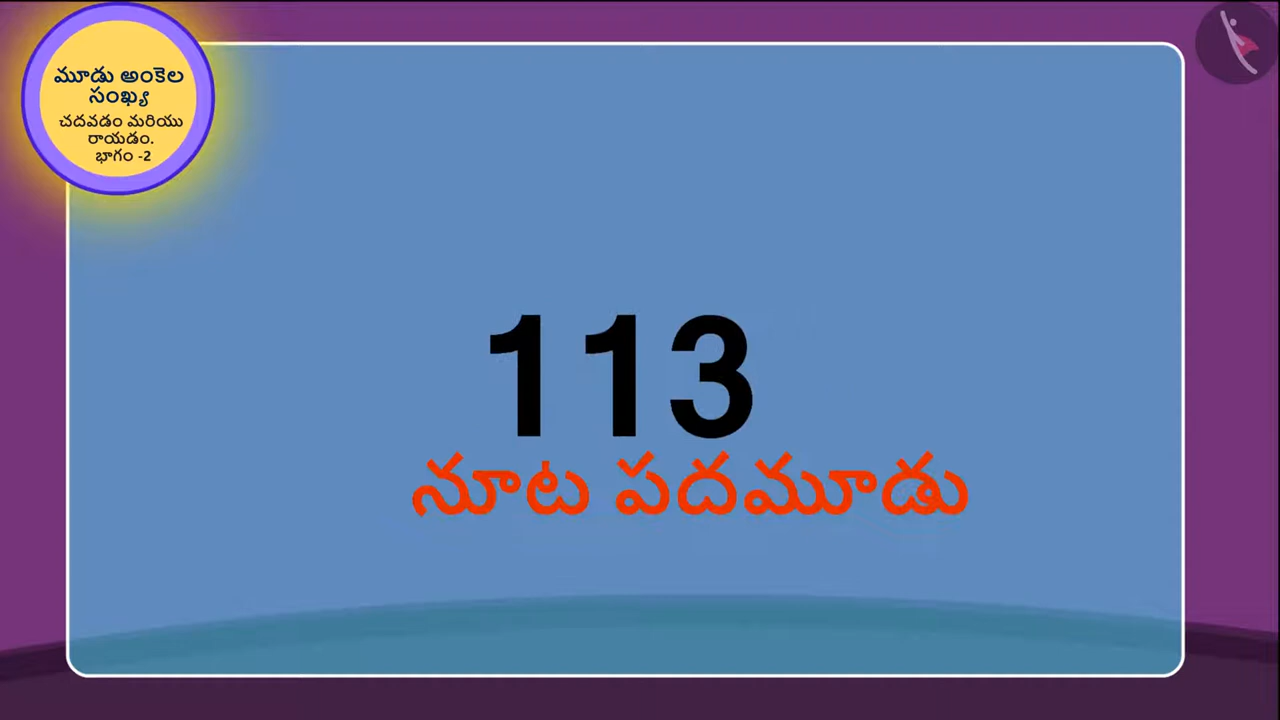 మూడు అంకెల
సంఖ్య
చదవడం మరియు
రాయడం.
భాగం -2
113
నూట పదమూడు